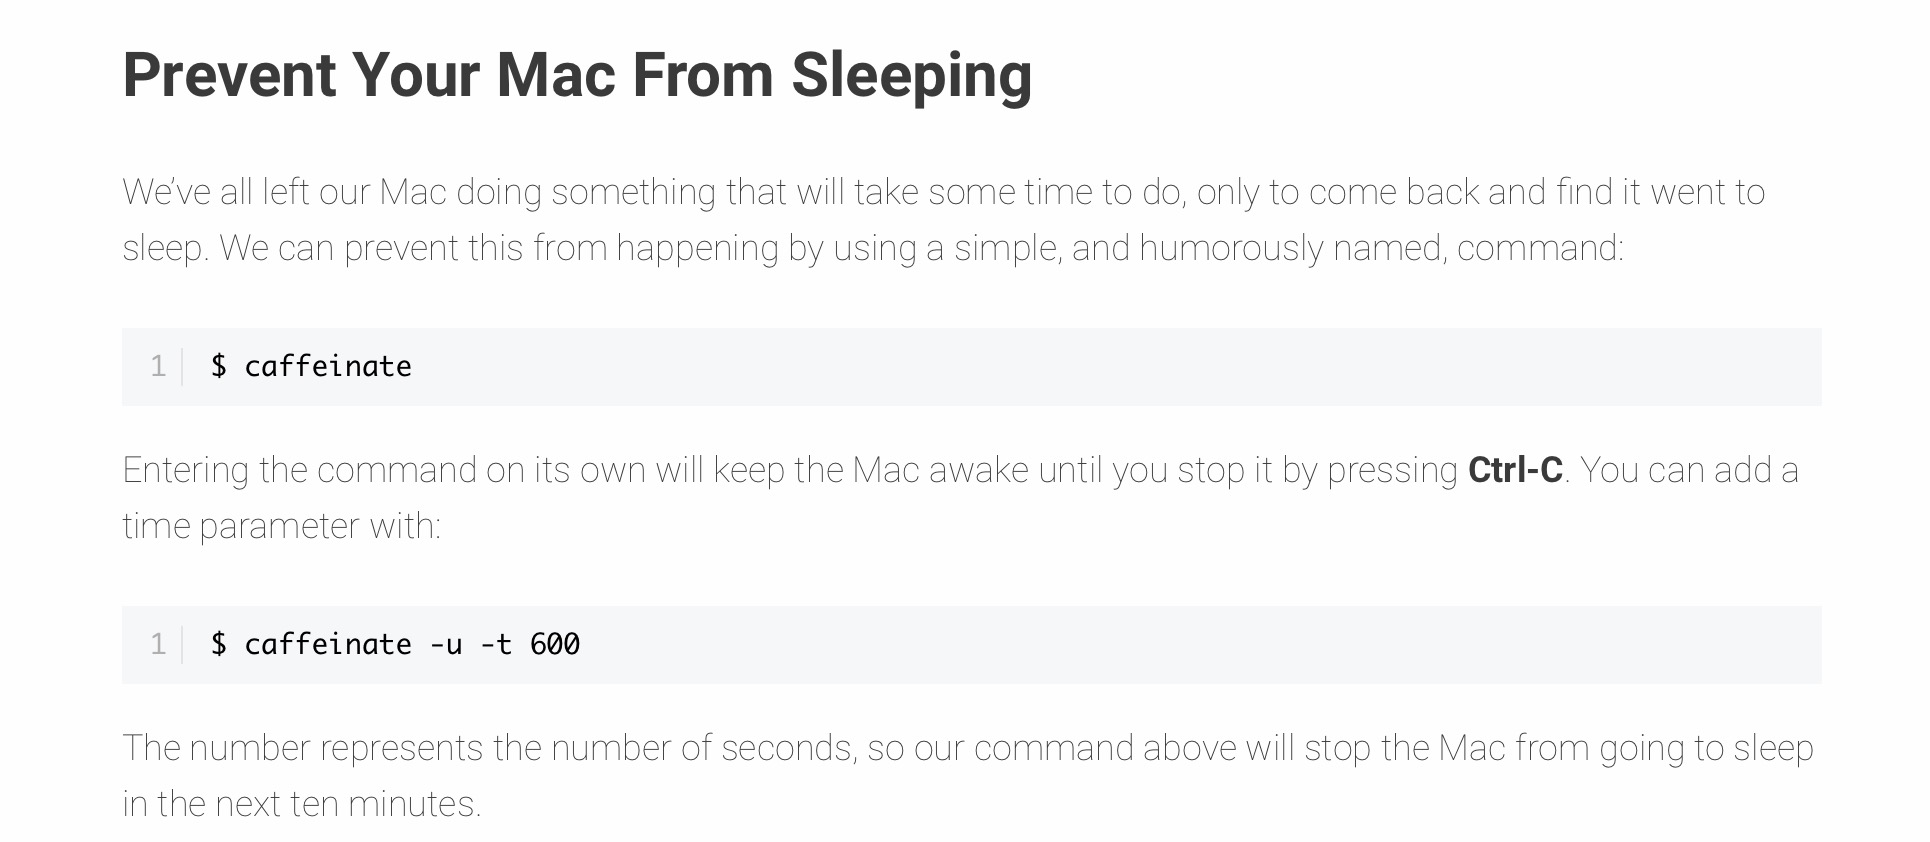 Prevent Your Mac From Sleeping
We’ve all left our Mac doing something that will take some time to do, only to come back and find it went to
sleep. We can prevent this from happening by using a simple, and humorously named, command:
1 $ caffeinate
Entering the command on its own will keep the Mac awake until you stop it by pressing Ctrl-C. You can add a
time parameter with:
1 $ caffeinate -u -t 600
The number represents the number of seconds, so our command above will stop the Mac from going to sleep
in the next ten minutes.